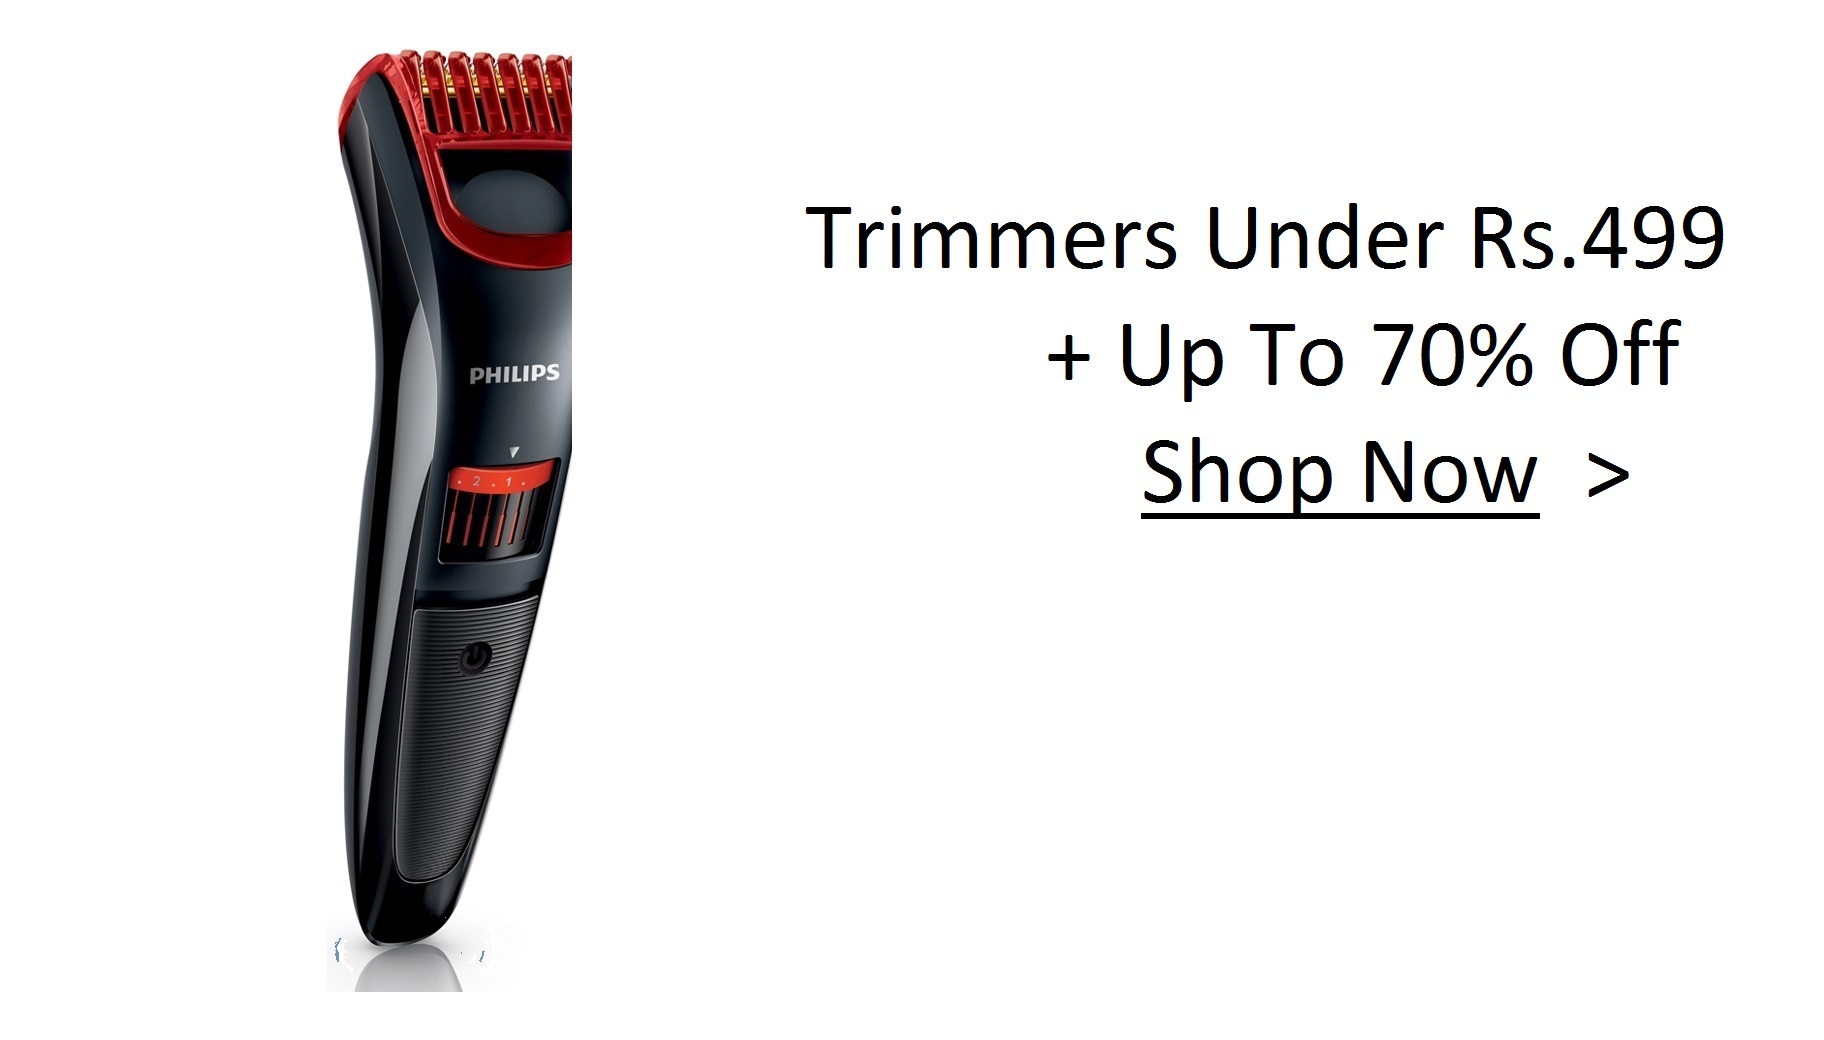 PHILIPS
. 2 . 1 .
Trimmers Under Rs.499
+ Up To 70% Off
Shop Now >